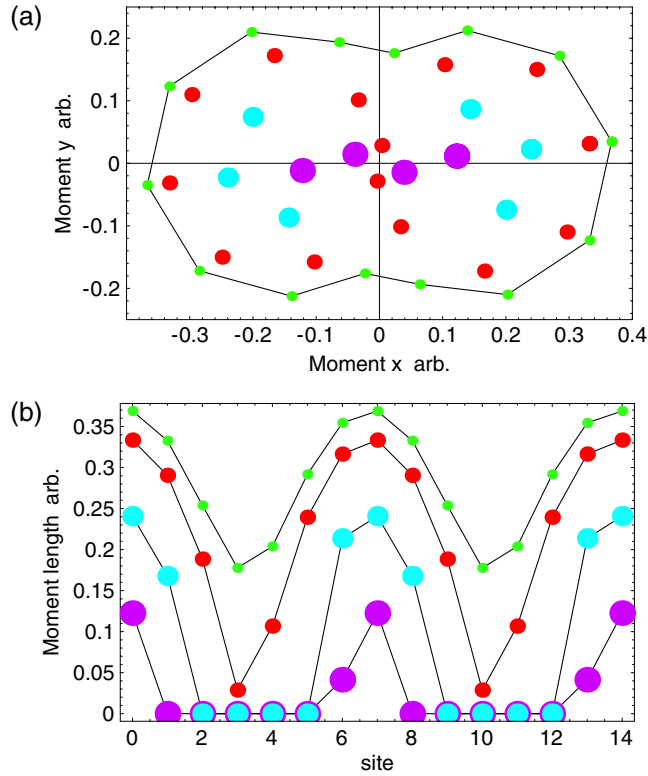 (a)
0.2
0.1
0
-0.1
-0.2
Moment y arb.
-0.3 -0.2 -0.1 0 0.1 0.2 0.3 0.4
Moment x arb.
(b)
0.35
0.3
0.25
0.2
0.15
0.1
0.05
0
Moment length arb.
0 2 4 6 8 10 12 14
site